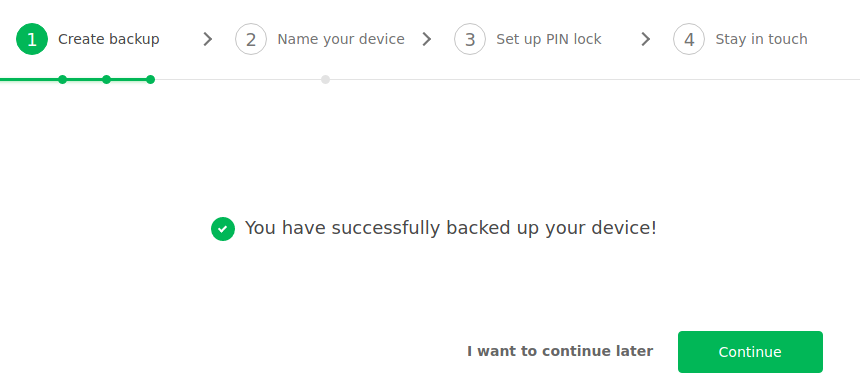 1 Create backup 2 Name your device 3 Set up PIN lock 4 Stay in touch
You have successfully backed up your device!
I want to continue later Continue